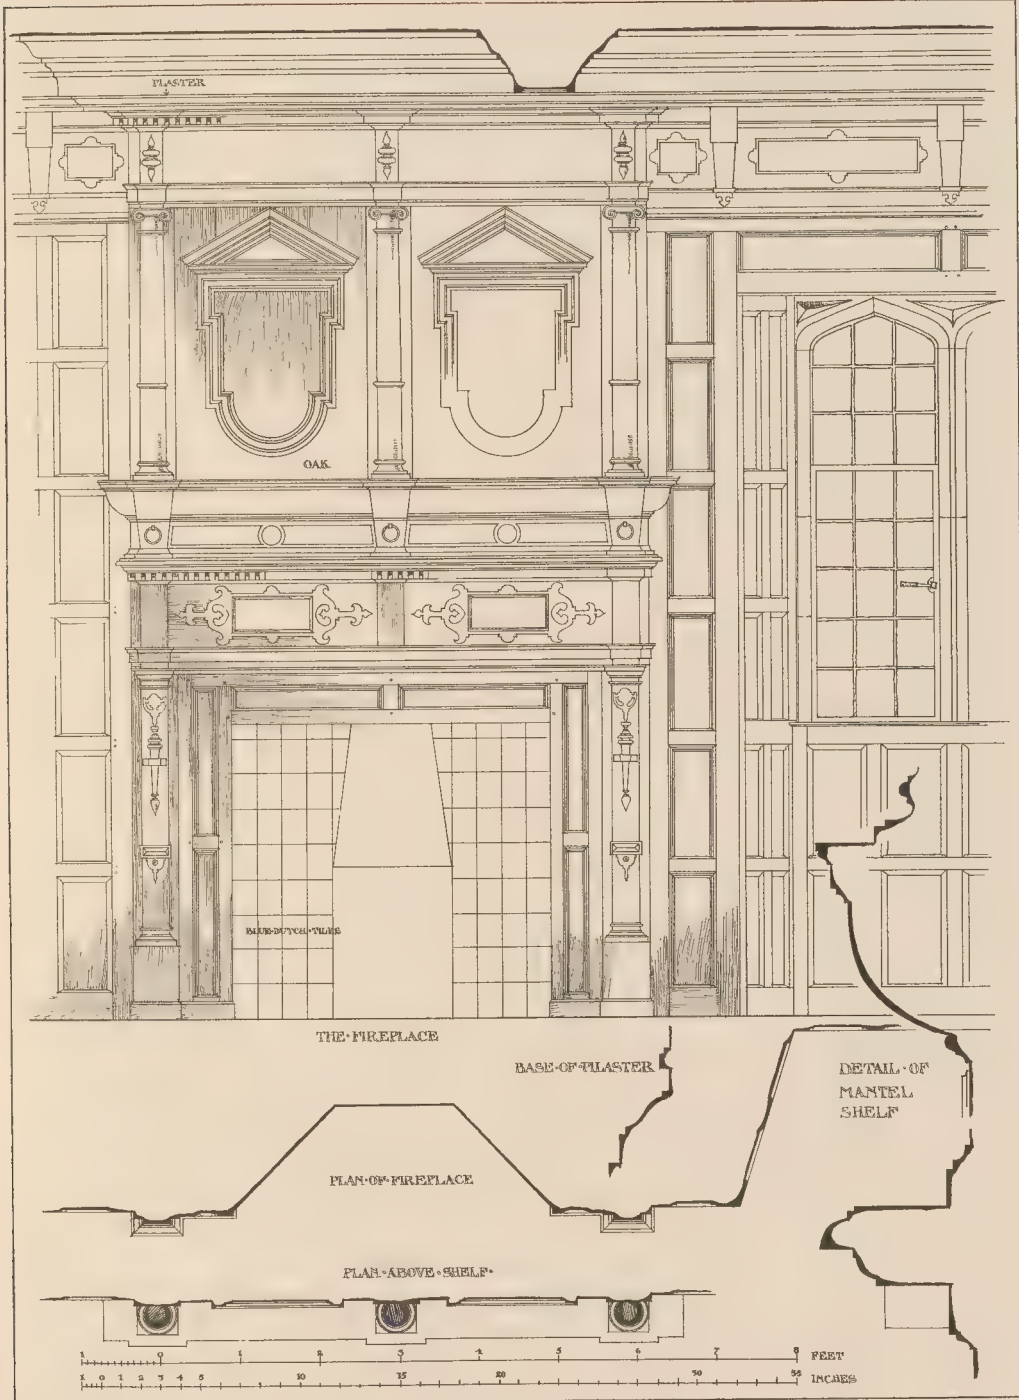 PLASTER
OAK
BLUE·DUTCH·TILES
THE·FIREPLACE
BASE·OF·PILASTER
DETAIL·OF
MANTEL
SHELF
PLAN·OF·FIREPLACE
PLAN·ABOVE·SHELF·
1 0 1 2 3 4 5 6 7 8 FEET
1 0 1 2 3 4 5 10 15 20 30 35 INCHES